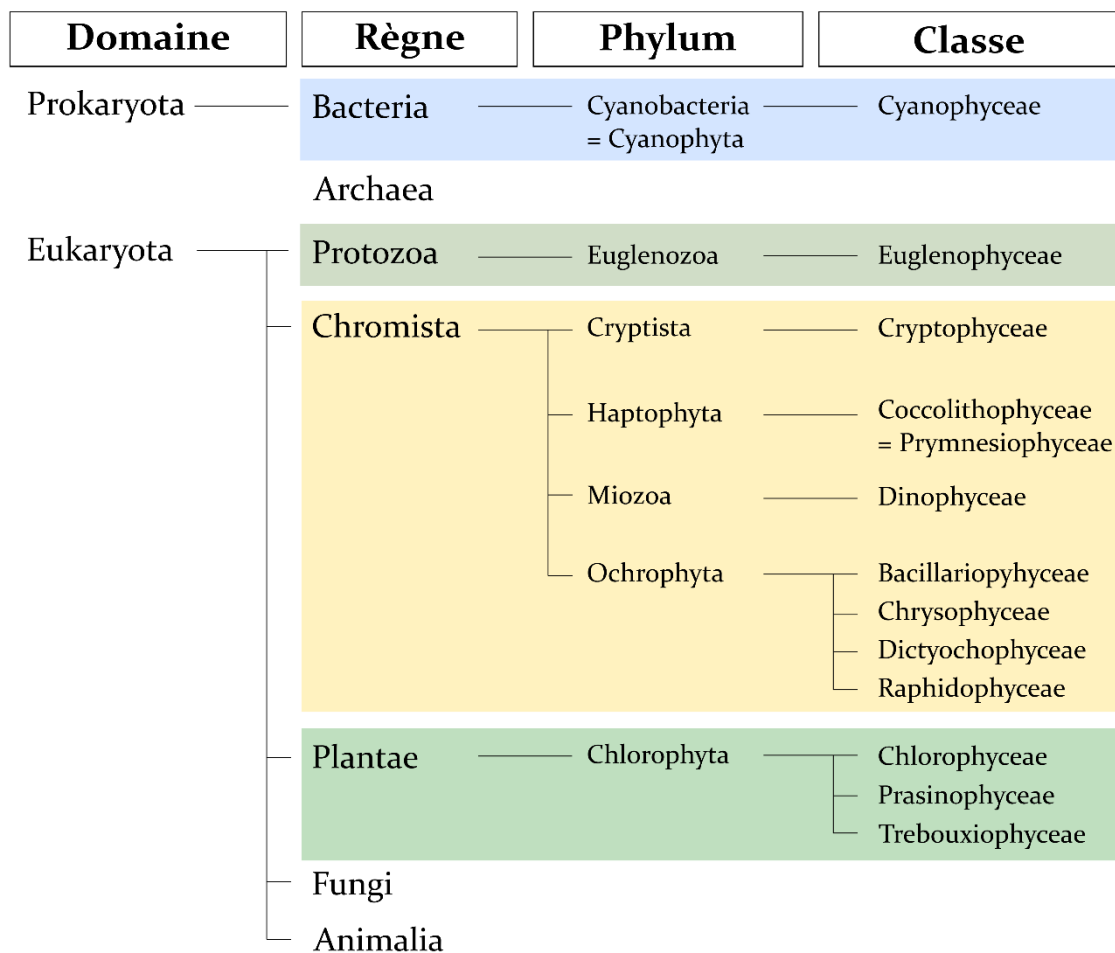 Domaine
Règne
Phylum
Classe
Prokaryota
Bacteria
Cyanobacteria
= Cyanophyta
Cyanophyceae
Archaea
Eukaryota
Protozoa
Euglenozoa
Euglenophyceae
Chromista
Cryptista
Cryptophyceae
Haptophyta
Coccolithophyceae
= Prymnesiophyceae
Miozoa
Dinophyceae
Ochrophyta
Bacillariopyhyceae
Chrysophyceae
Dictyochophyceae
Raphidophyceae
Plantae
Chlorophyta
Chlorophyceae
Prasinophyceae
Trebouxiophyceae
Fungi
Animalia